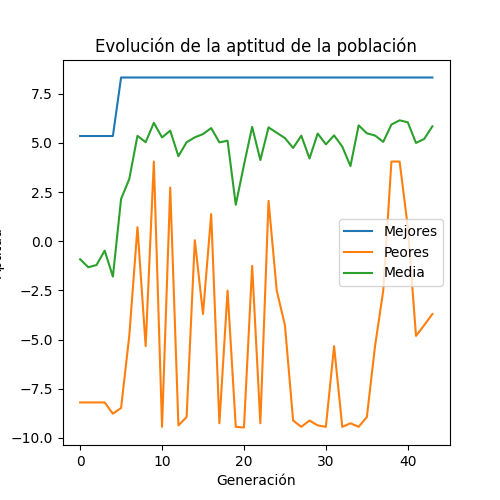 Evolución de la aptitud de la población
7.5
5.0
2.5
0.0
−2.5
−5.0
−7.5
−10.0
Mejores
Peores
Media
0
10
20
30
40
Generación